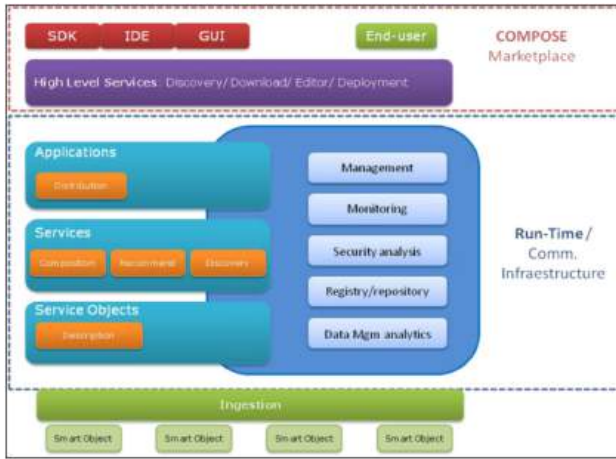 SDK IDE GUI End-user
COMPOSE
Marketplace
High Level Services: Discovery/ Download/ Editor/ Deployment
Applications
Distribution
Management
Monitoring
Services
Composition Recommend Discovery
Security analysis
Run-Time /
Comm.
Infraestructure
Registry/repository
Service Objects
Description
Data Mgm analytics
Ingestion
Smart Object Smart Object Smart Object Smart Object